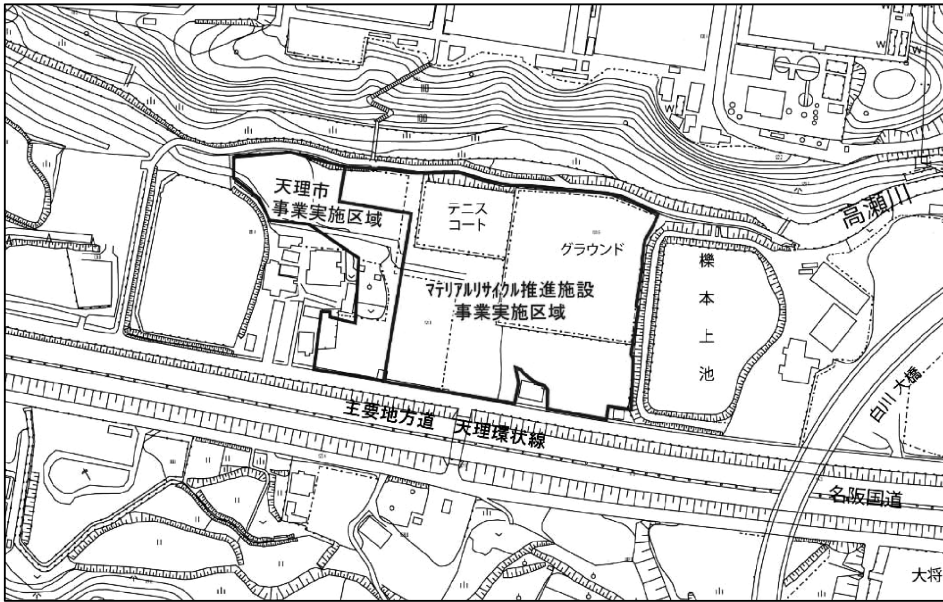 天理市
事業実施区域
テニス
コート
グラウンド
マテリアルリサイクル推進施設
事業実施区域
櫟本上池
高瀬川
白川大橋
主要地方道 天理環状線
名阪国道
大将